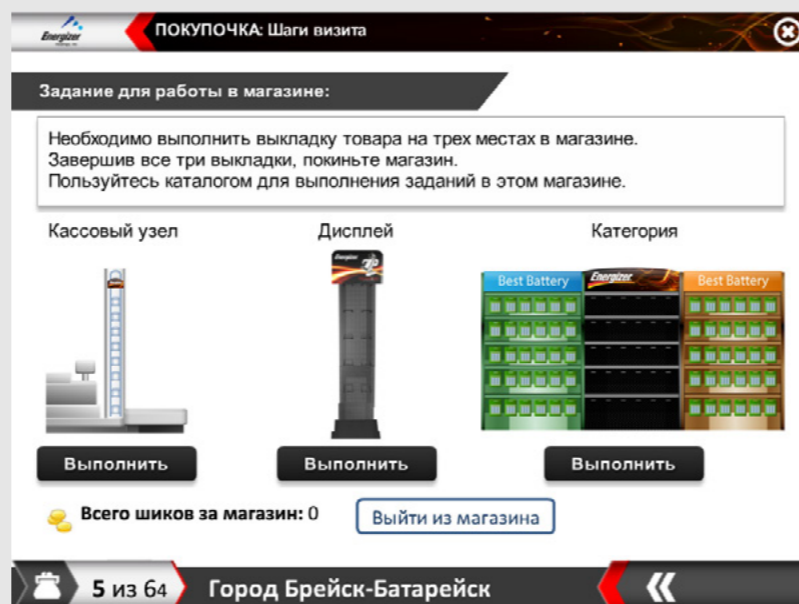 Energizer
ПОКУПОЧКА: Шаги визита
Задание для работы в магазине:
Необходимо выполнить выкладку товара на трех местах в магазине.
Завершив все три выкладки, покиньте магазин.
Пользуйтесь каталогом для выполнения заданий в этом магазине.
Кассовый узел
Дисплей
Категория
Energizer
Best Battery
Energizer
Best Battery
Выполнить
Выполнить
Выполнить
Всего шиков за магазин: 0
Выйти из магазина
5 из 64
Город Брейск-Батарейск